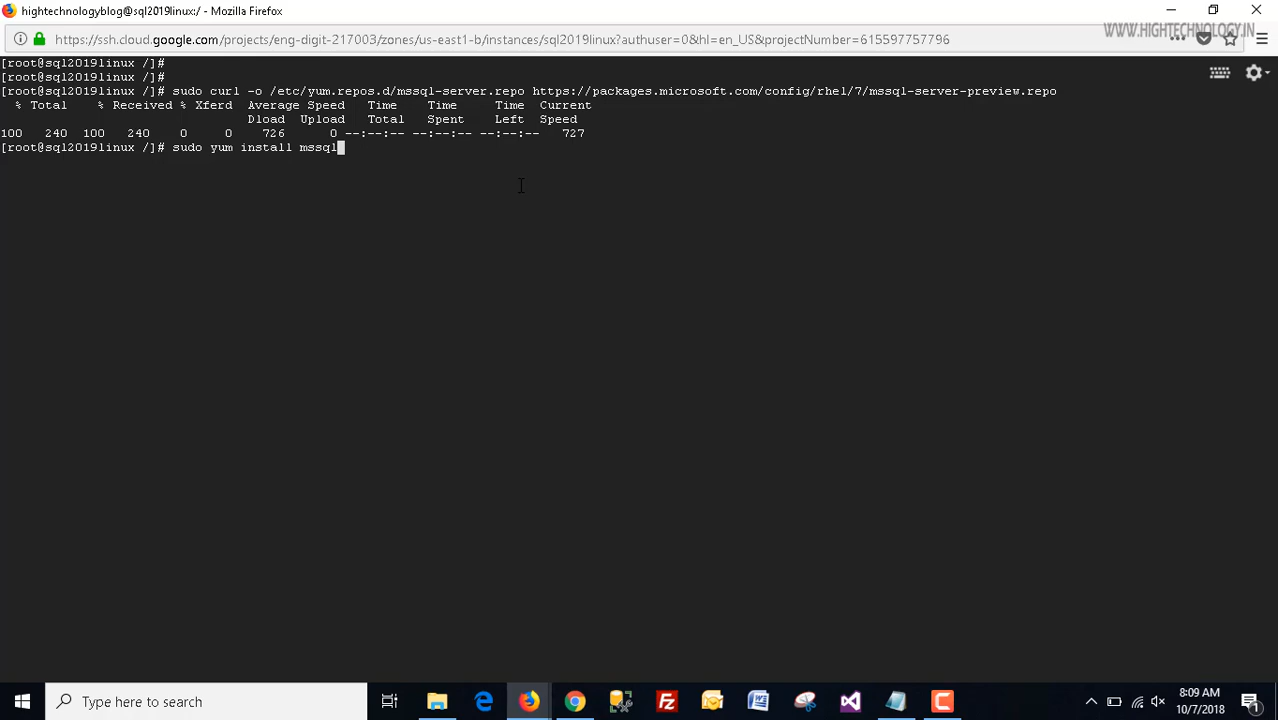 hightechnologyblog@sql2019linux:/ - Mozilla Firefox
https://ssh.cloud.google.com/projects/eng-digit-217003/zones/us-east1-b/instances/sql2019linux?authuser=0&hl=en_US&projectNumber=615597757796
WWW.HIGHTECHNOLOGY.IN
[root@sql2019linux /]#
[root@sql2019linux /]#
[root@sql2019linux /]# sudo curl -o /etc/yum.repos.d/mssql-server.repo https://packages.microsoft.com/config/rhel/7/mssql-server-preview.repo
% Total % Received % Xferd Average Speed Time Time Time Current
Dload Upload Total Spent Left Speed
100 240 100 240 0 0 726 0 --:--:-- --:--:-- --:--:-- 727
[root@sql2019linux /]# sudo yum install mssql
Type here to search
8:09 AM
10/7/2018
1